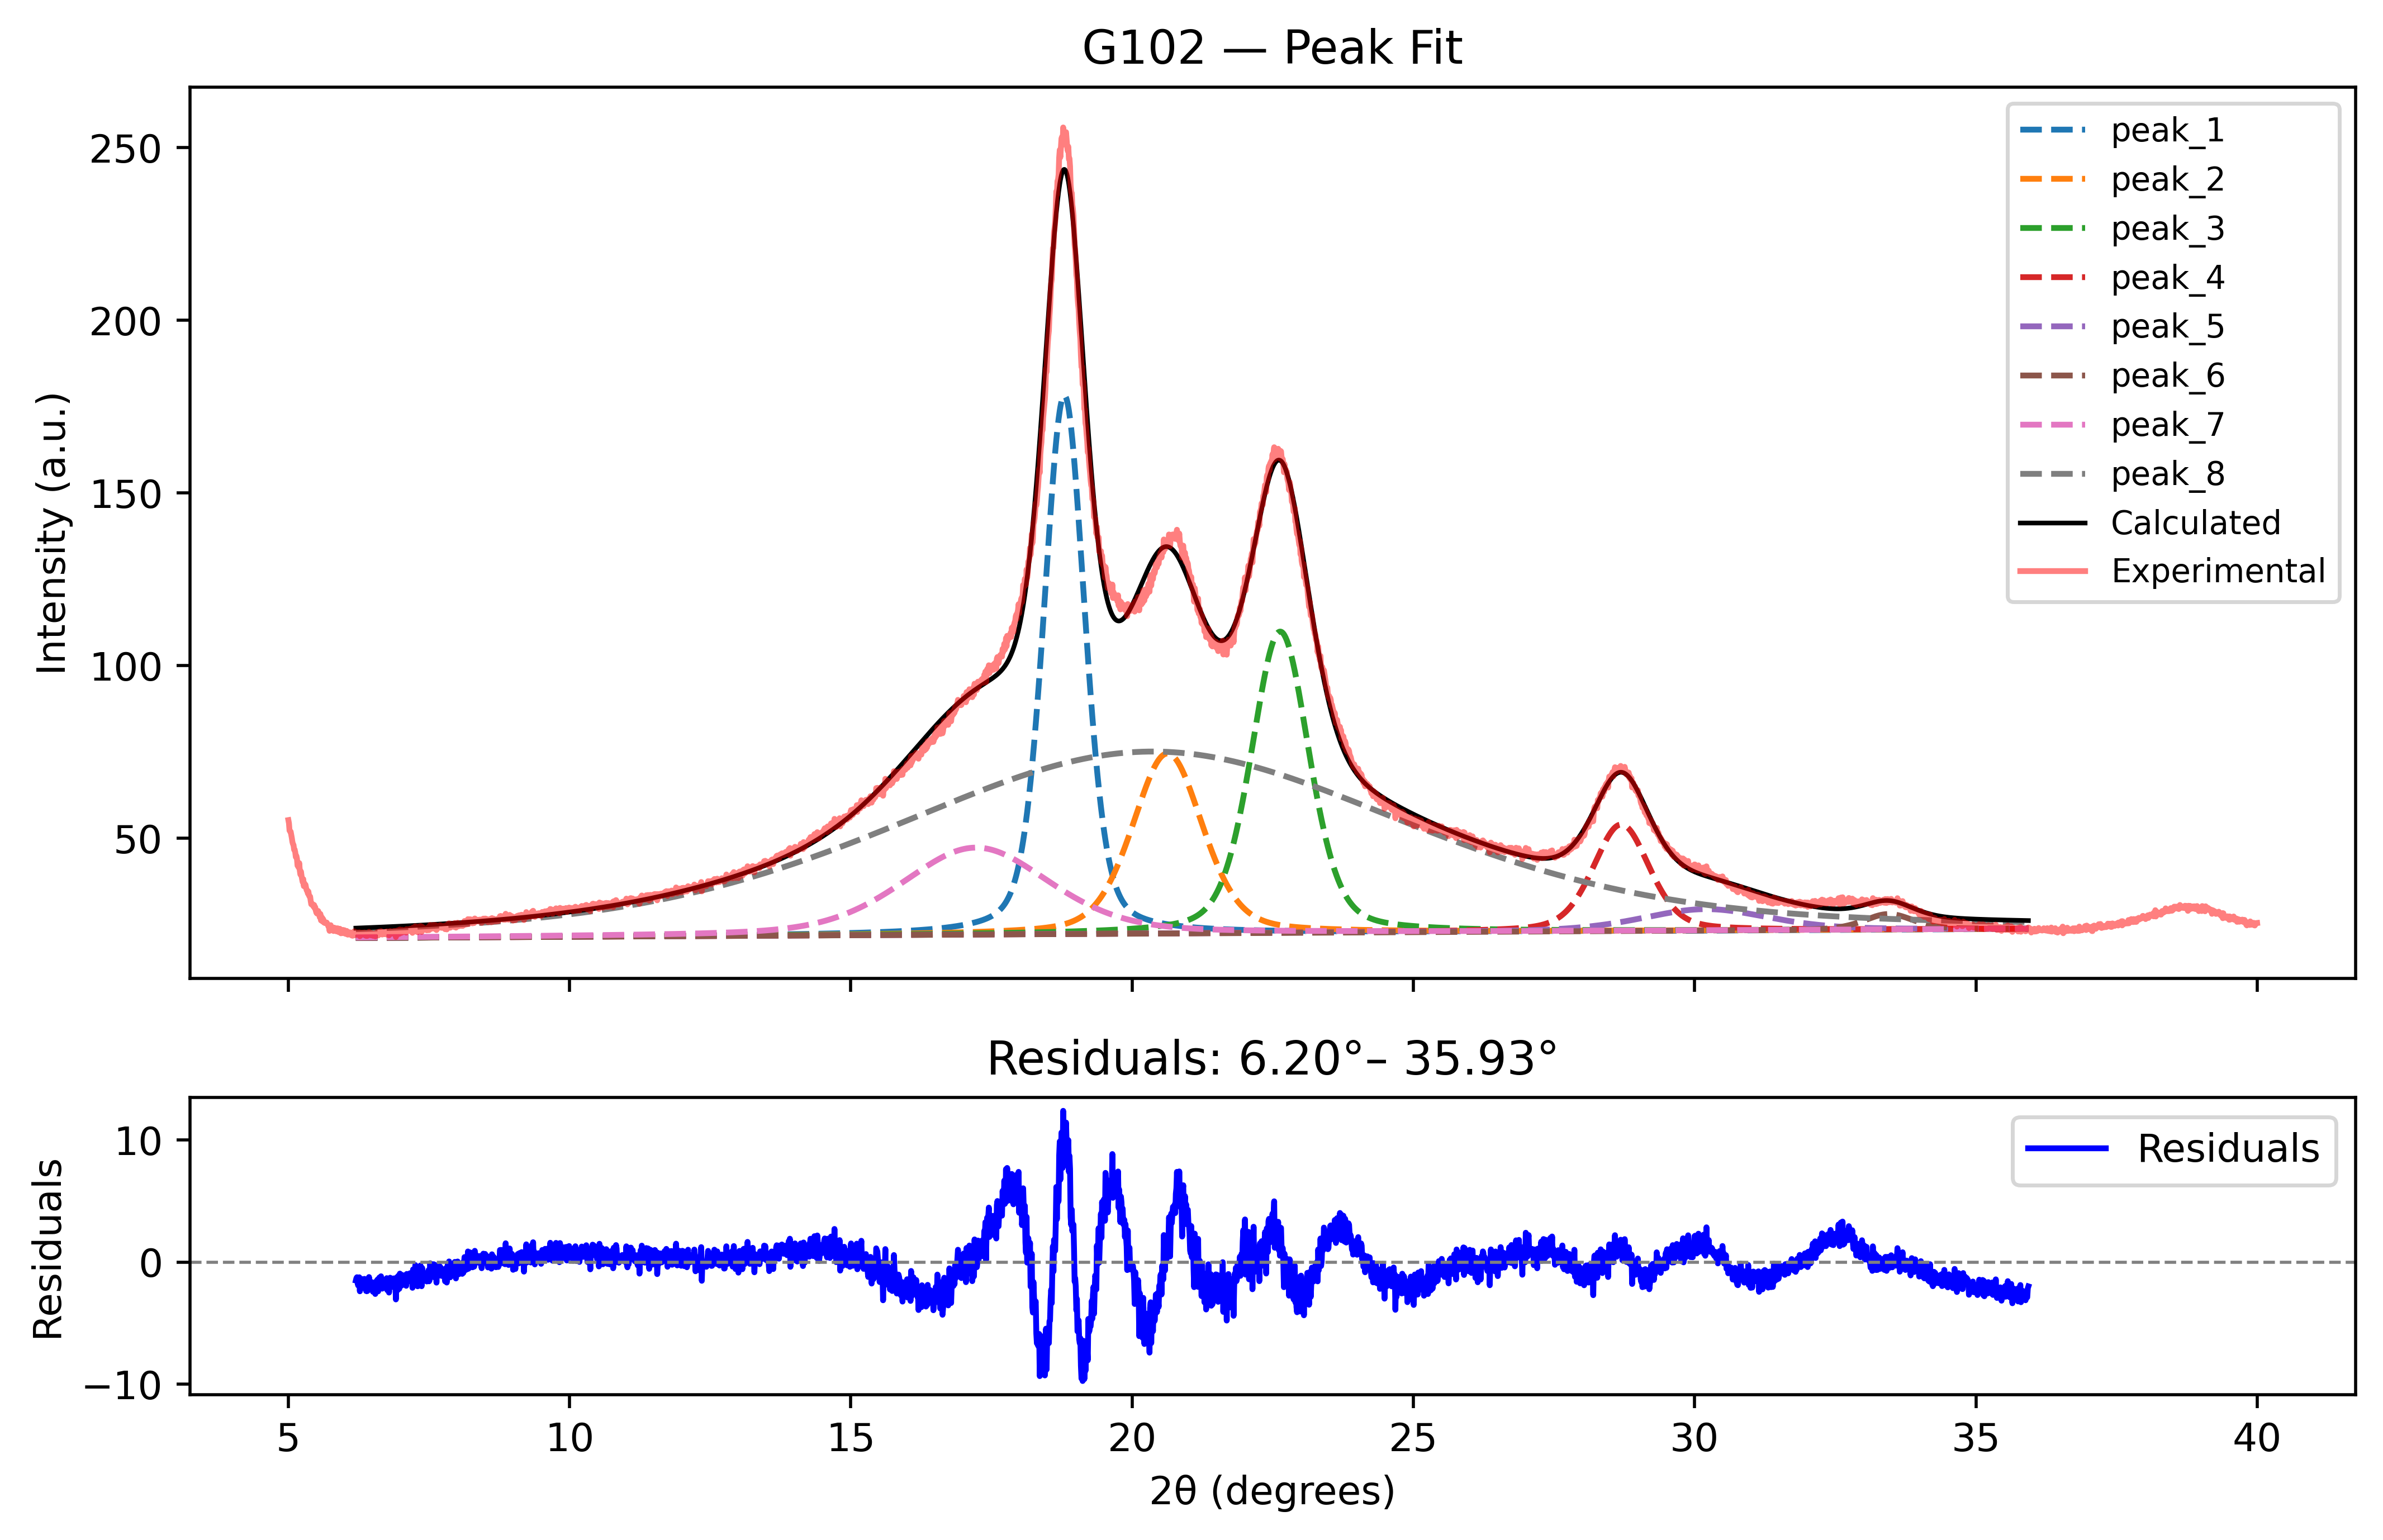 G102 — Peak Fit
Intensity (a.u.)
250
200
150
100
50
peak_1
peak_2
peak_3
peak_4
peak_5
peak_6
peak_7
peak_8
Calculated
Experimental
Residuals: 6.20°– 35.93°
Residuals
10
0
−10
Residuals
5 10 15 20 25 30 35 40
2θ (degrees)